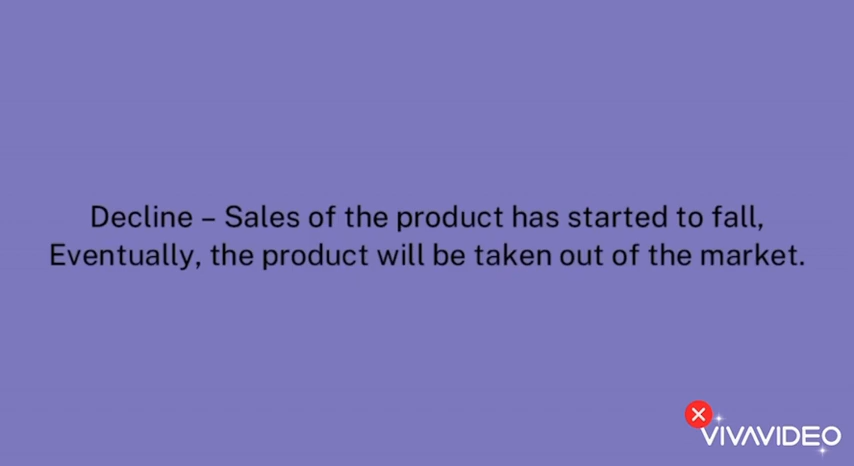 Decline – Sales of the product has started to fall,
Eventually, the product will be taken out of the market.
VIVAVIDEO